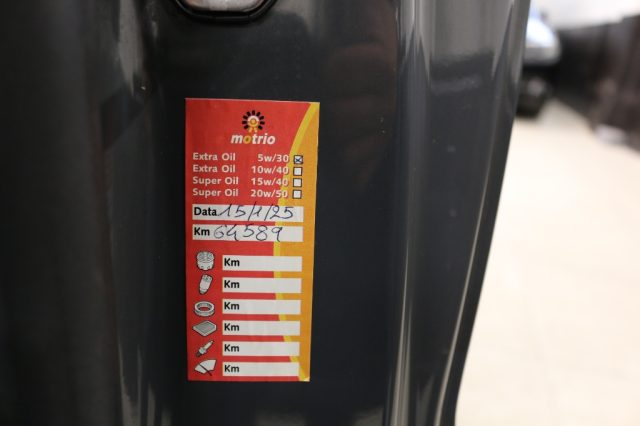 motrio
Extra Oil 5w/30
Extra Oil 10w/40
Super Oil 15w/40
Super Oil 20w/50
Data 15/1/25
Km 64589
Km
Km
Km
Km
Km
Km